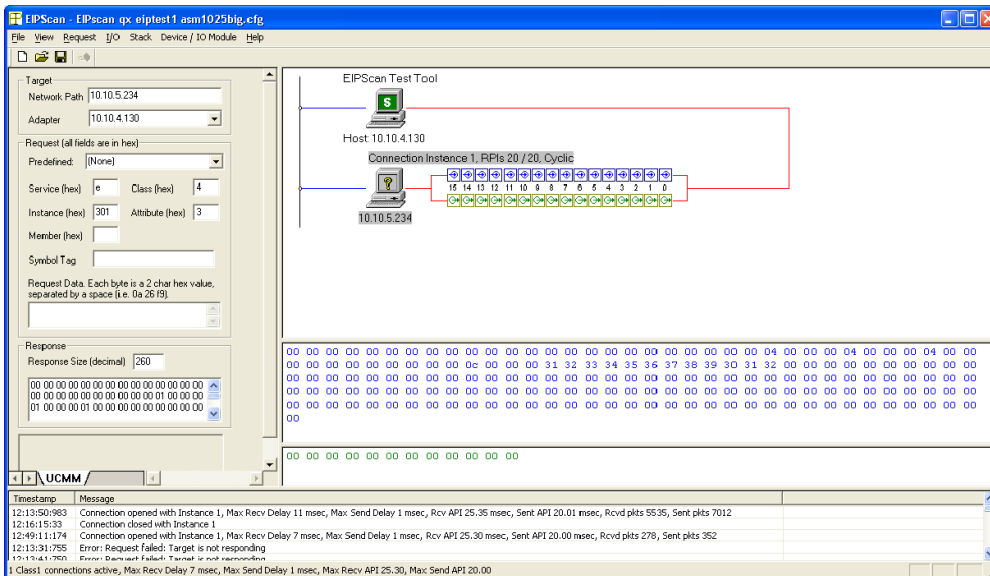 EIPScan - EIPscan qx eiptest1 asm1025big.cfg
File View Request I/O Stack Device / IO Module Help
Target
Network Path 10.10.5.234
Adapter 10.10.4.130
Request (all fields are in hex)
Predefined: (None)
Service (hex) e Class (hex) 4
Instance (hex) 301 Attribute (hex) 3
Member (hex)
Symbol Tag
Request Data. Each byte is a 2 char hex value,
separated by a space (i.e. 0a 26 f9).
Response
Response Size (decimal) 260
00 00 00 00 00 00 00 00 00 00 00 00 00 00
00 00 00 00 00 00 00 00 00 00 01 00 00 00
01 00 00 00 01 00 00 00 00 00 00 00 00 00
UCMM
EIPScan Test Tool
S
Host: 10.10.4.130
Connection Instance 1, RPIs 20 / 20, Cyclic
?
15 14 13 12 11 10 9 8 7 6 5 4 3 2 1 0
10.10.5.234
00 00 00 00 00 00 00 00 00 00 00 00 00 00 00 00 00 00 00 00 00 00 00 00 04 00 00 00 04 00 00 00 04 00 00
00 00 00 00 00 00 00 00 00 0c 00 00 00 31 32 33 34 35 36 37 38 39 30 31 32 00 00 00 00 00 00 00 00 00 00
00 00 00 00 00 00 00 00 00 00 00 00 00 00 00 00 00 00 00 00 00 00 00 00 00 00 00 00 00 00 00 00 00 00 00
00 00 00 00 00 00 00 00 00 00 00 00 00 00 00 00 00 00 00 00 00 00 00 00 00 00 00 00 00 00 00 00 00 00 00
00 00 00 00 00 00 00 00 00 00 00 00 00 00 00 00 00 00 00 00 00 00 00 00 00 00 00 00 00 00 00 00 00 00 00
00
00 00 00 00 00 00 00 00 00 00 00 00
Timestamp Message
12:13:50:983 Connection opened with Instance 1, Max Recv Delay 11 msec, Max Send Delay 1 msec, Rcv API 25.35 msec, Sent API 20.01 msec, Rcvd pkts 5535, Sent pkts 7012
12:16:15:33 Connection closed with Instance 1
12:49:11:174 Connection opened with Instance 1, Max Recv Delay 7 msec, Max Send Delay 1 msec, Rcv API 25.30 msec, Sent API 20.00 msec, Rcvd pkts 278, Sent pkts 352
12:13:31:755 Error: Request failed: Target is not responding
12:13:41:750 Error: Request failed: Target is not responding
1 Class1 connections active, Max Recv Delay 7 msec, Max Send Delay 1 msec, Max Recv API 25.30, Max Send API 20.00